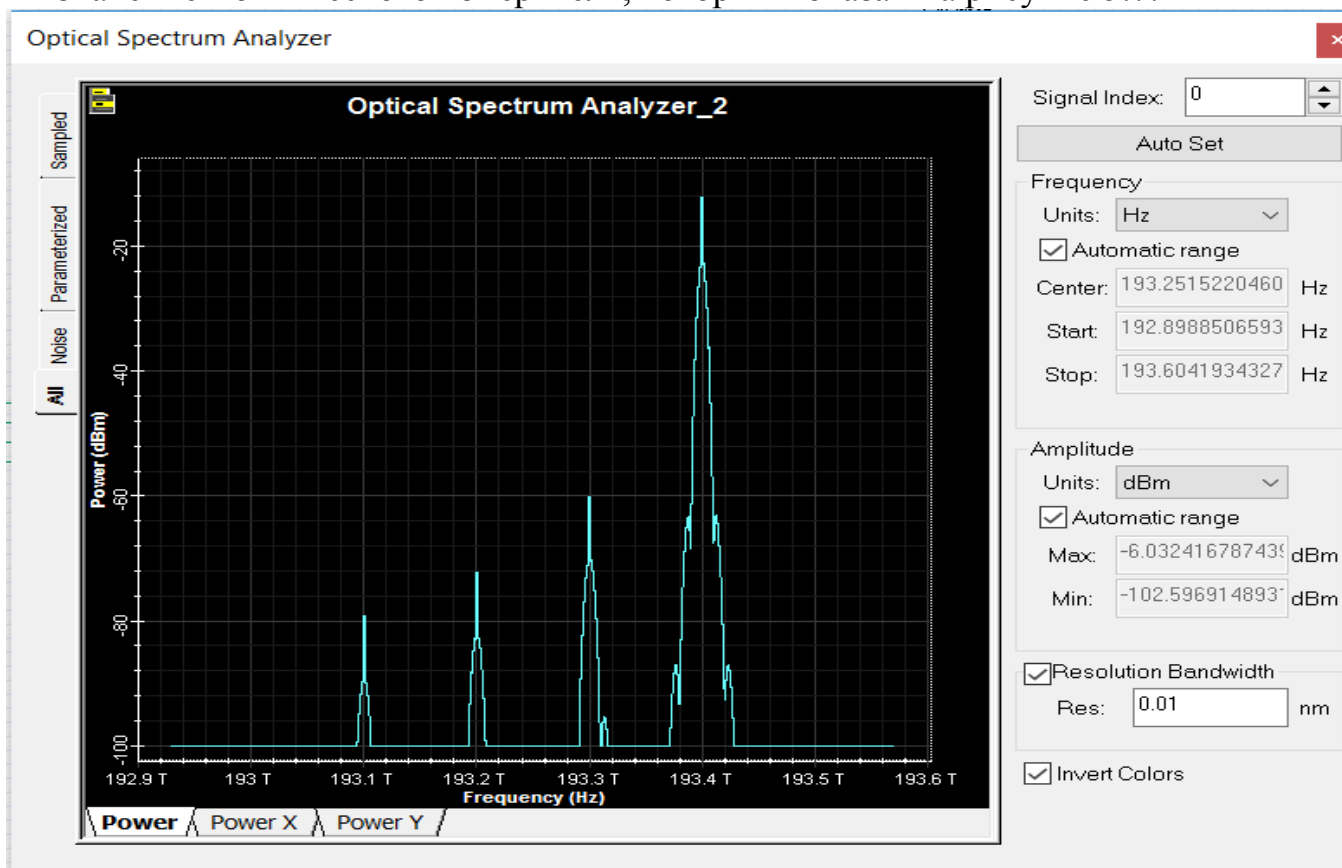 Optical Spectrum Analyzer
Optical Spectrum Analyzer_2
Sampled
Parameterized
Noise
All
Power (dBm)
-20
-40
-60
-80
-100
192.9 T 193 T 193.1 T 193.2 T 193.3 T 193.4 T 193.5 T 193.6 T
Frequency (Hz)
Power Power X Power Y
Signal Index: 0
Auto Set
Frequency
Units: Hz
Automatic range
Center: 193.2515220460 Hz
Start: 192.8988506593 Hz
Stop: 193.6041934327 Hz
Amplitude
Units: dBm
Automatic range
Max: -6.0324167874 dBm
Min: -102.596914893 dBm
Resolution Bandwidth
Res: 0.01 nm
Invert Colors